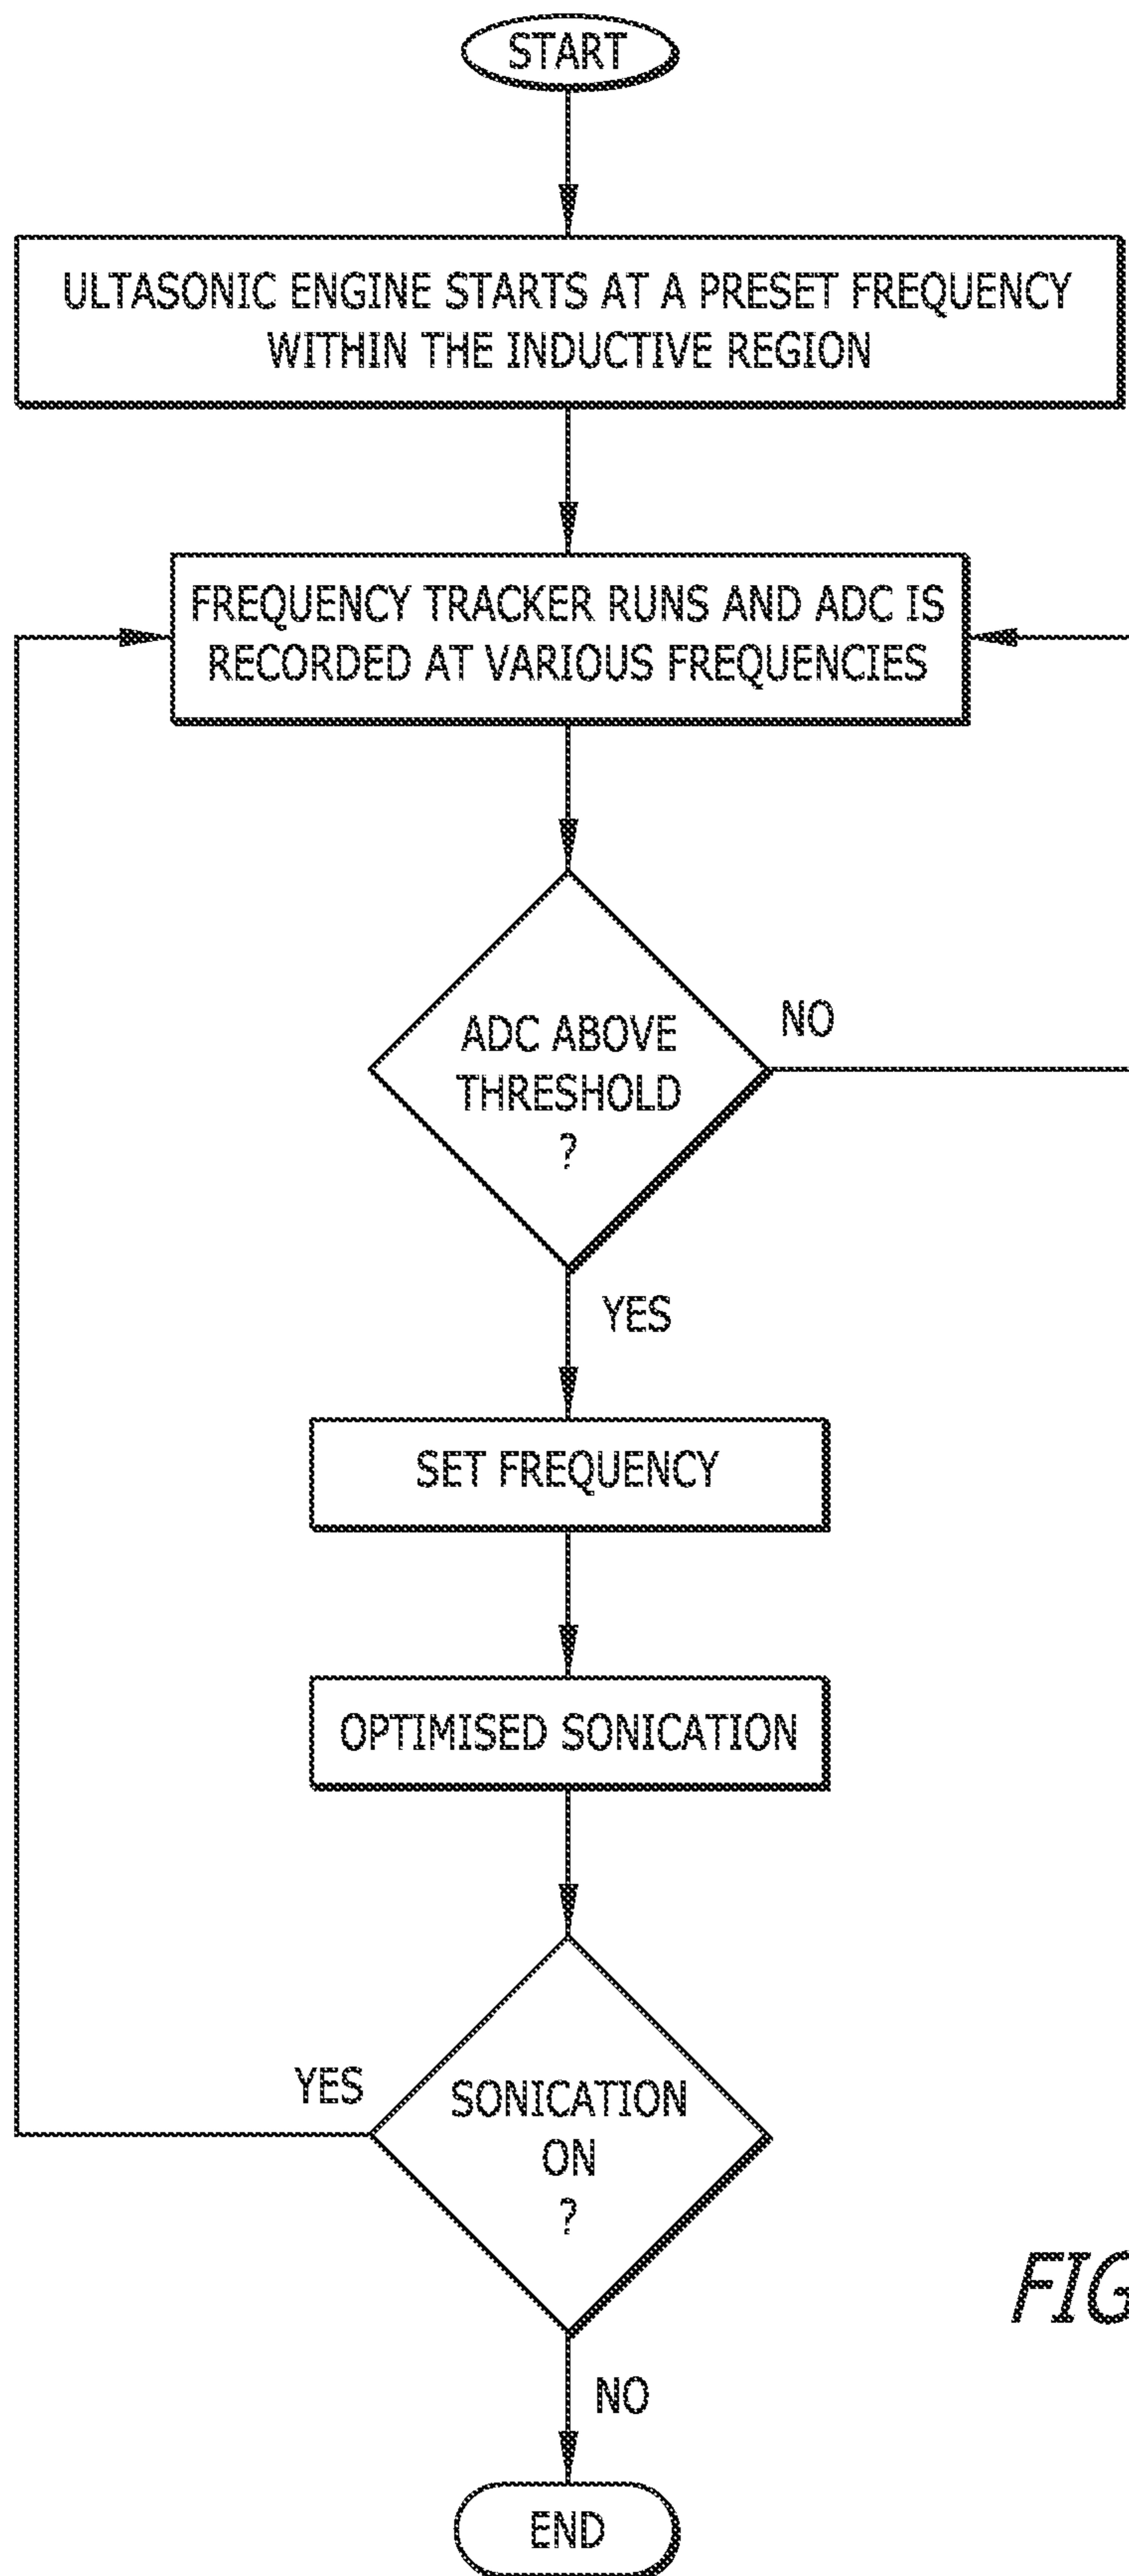 START
ULTASONIC ENGINE STARTS AT A PRESET FREQUENCY
WITHIN THE INDUCTIVE REGION
FREQUENCY TRACKER RUNS AND ADC IS
RECORDED AT VARIOUS FREQUENCIES
ADC ABOVE
THRESHOLD
?
NO
YES
SET FREQUENCY
OPTIMISED SONICATION
YES
SONICATION
ON
?
FIG
NO
END